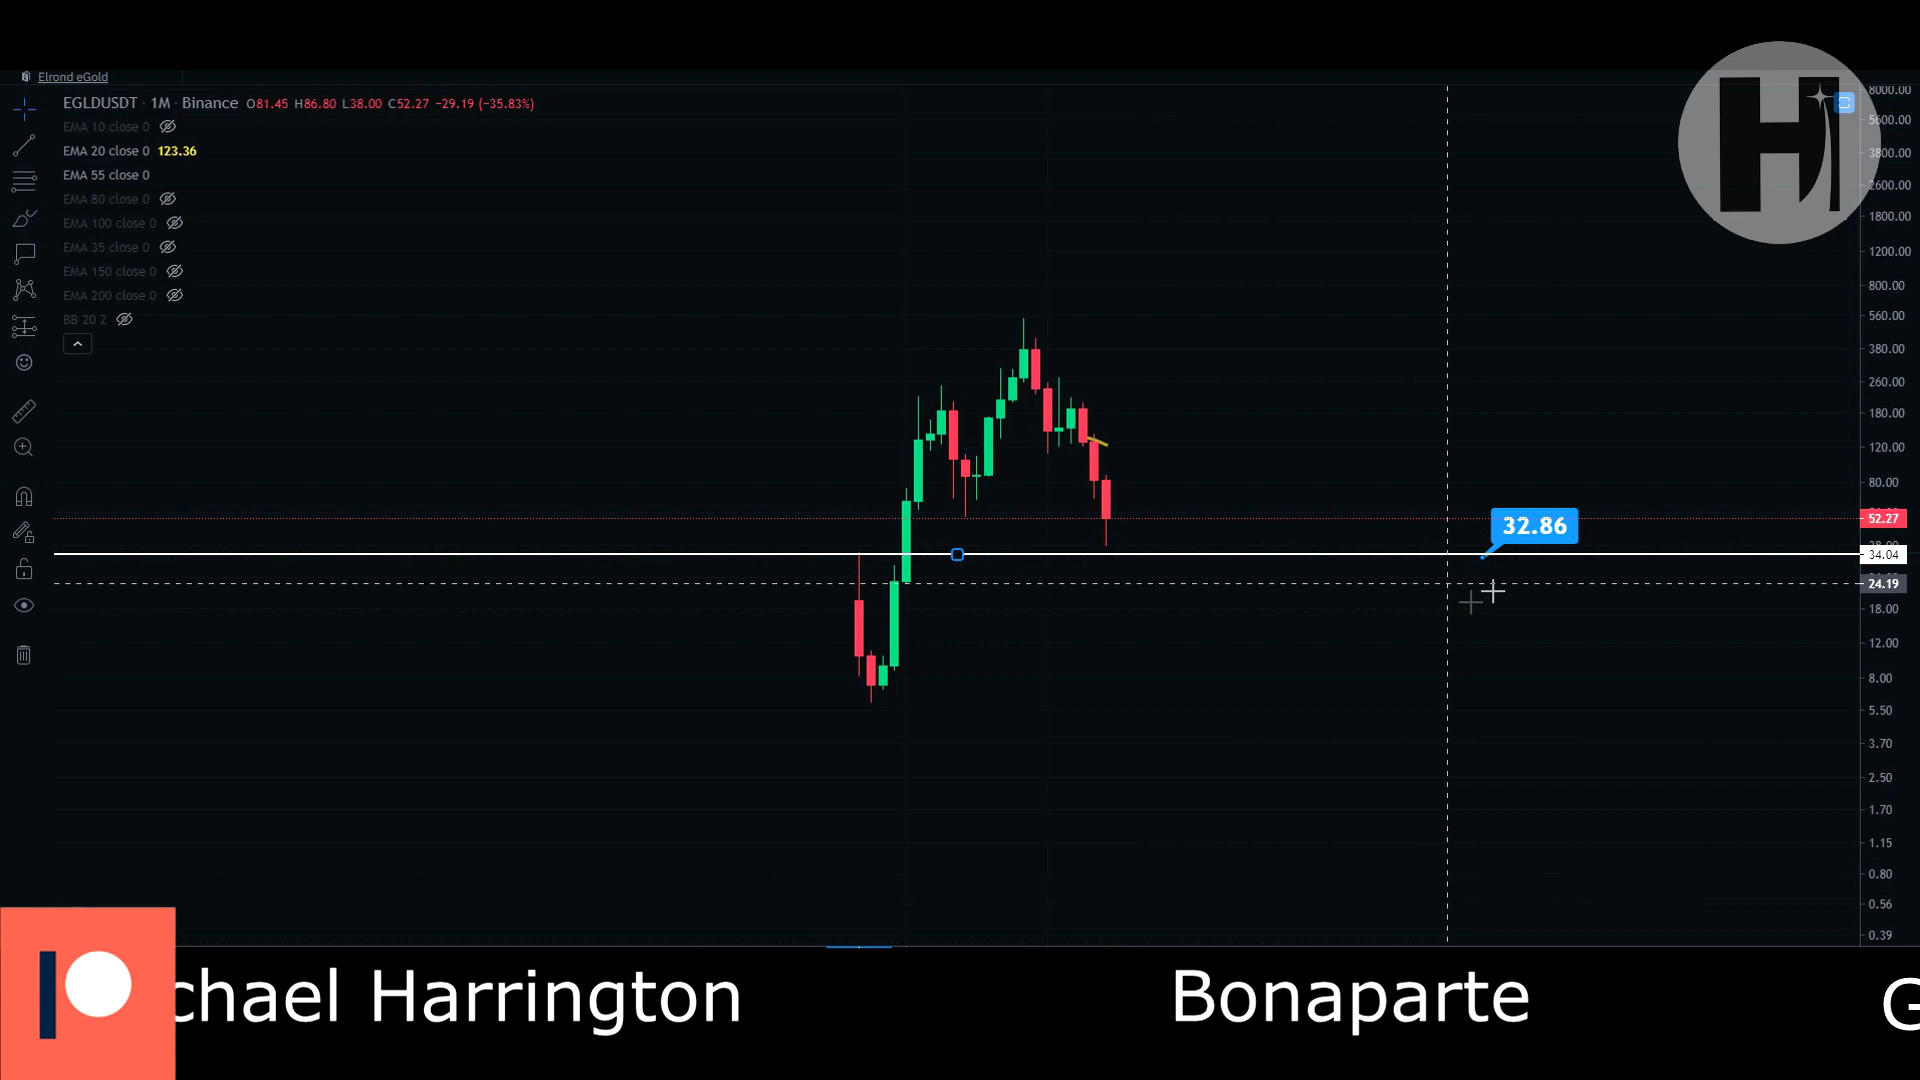 Elrond eGold
EGLDUSDT · 1M · Binance O81.45 H86.80 L38.00 C52.27 −29.19 (−35.83%)
EMA 10 close 0
EMA 20 close 0 123.36
EMA 55 close 0
EMA 80 close 0
EMA 100 close 0
EMA 35 close 0
EMA 150 close 0
EMA 200 close 0
BB 20 2
8000.00
5600.00
3800.00
2600.00
1800.00
1200.00
800.00
560.00
380.00
260.00
180.00
120.00
80.00
52.27
32.86
34.04
24.19
18.00
12.00
8.00
5.50
3.70
2.50
1.70
1.15
0.80
0.56
0.39
chael Harrington
Bonaparte
G